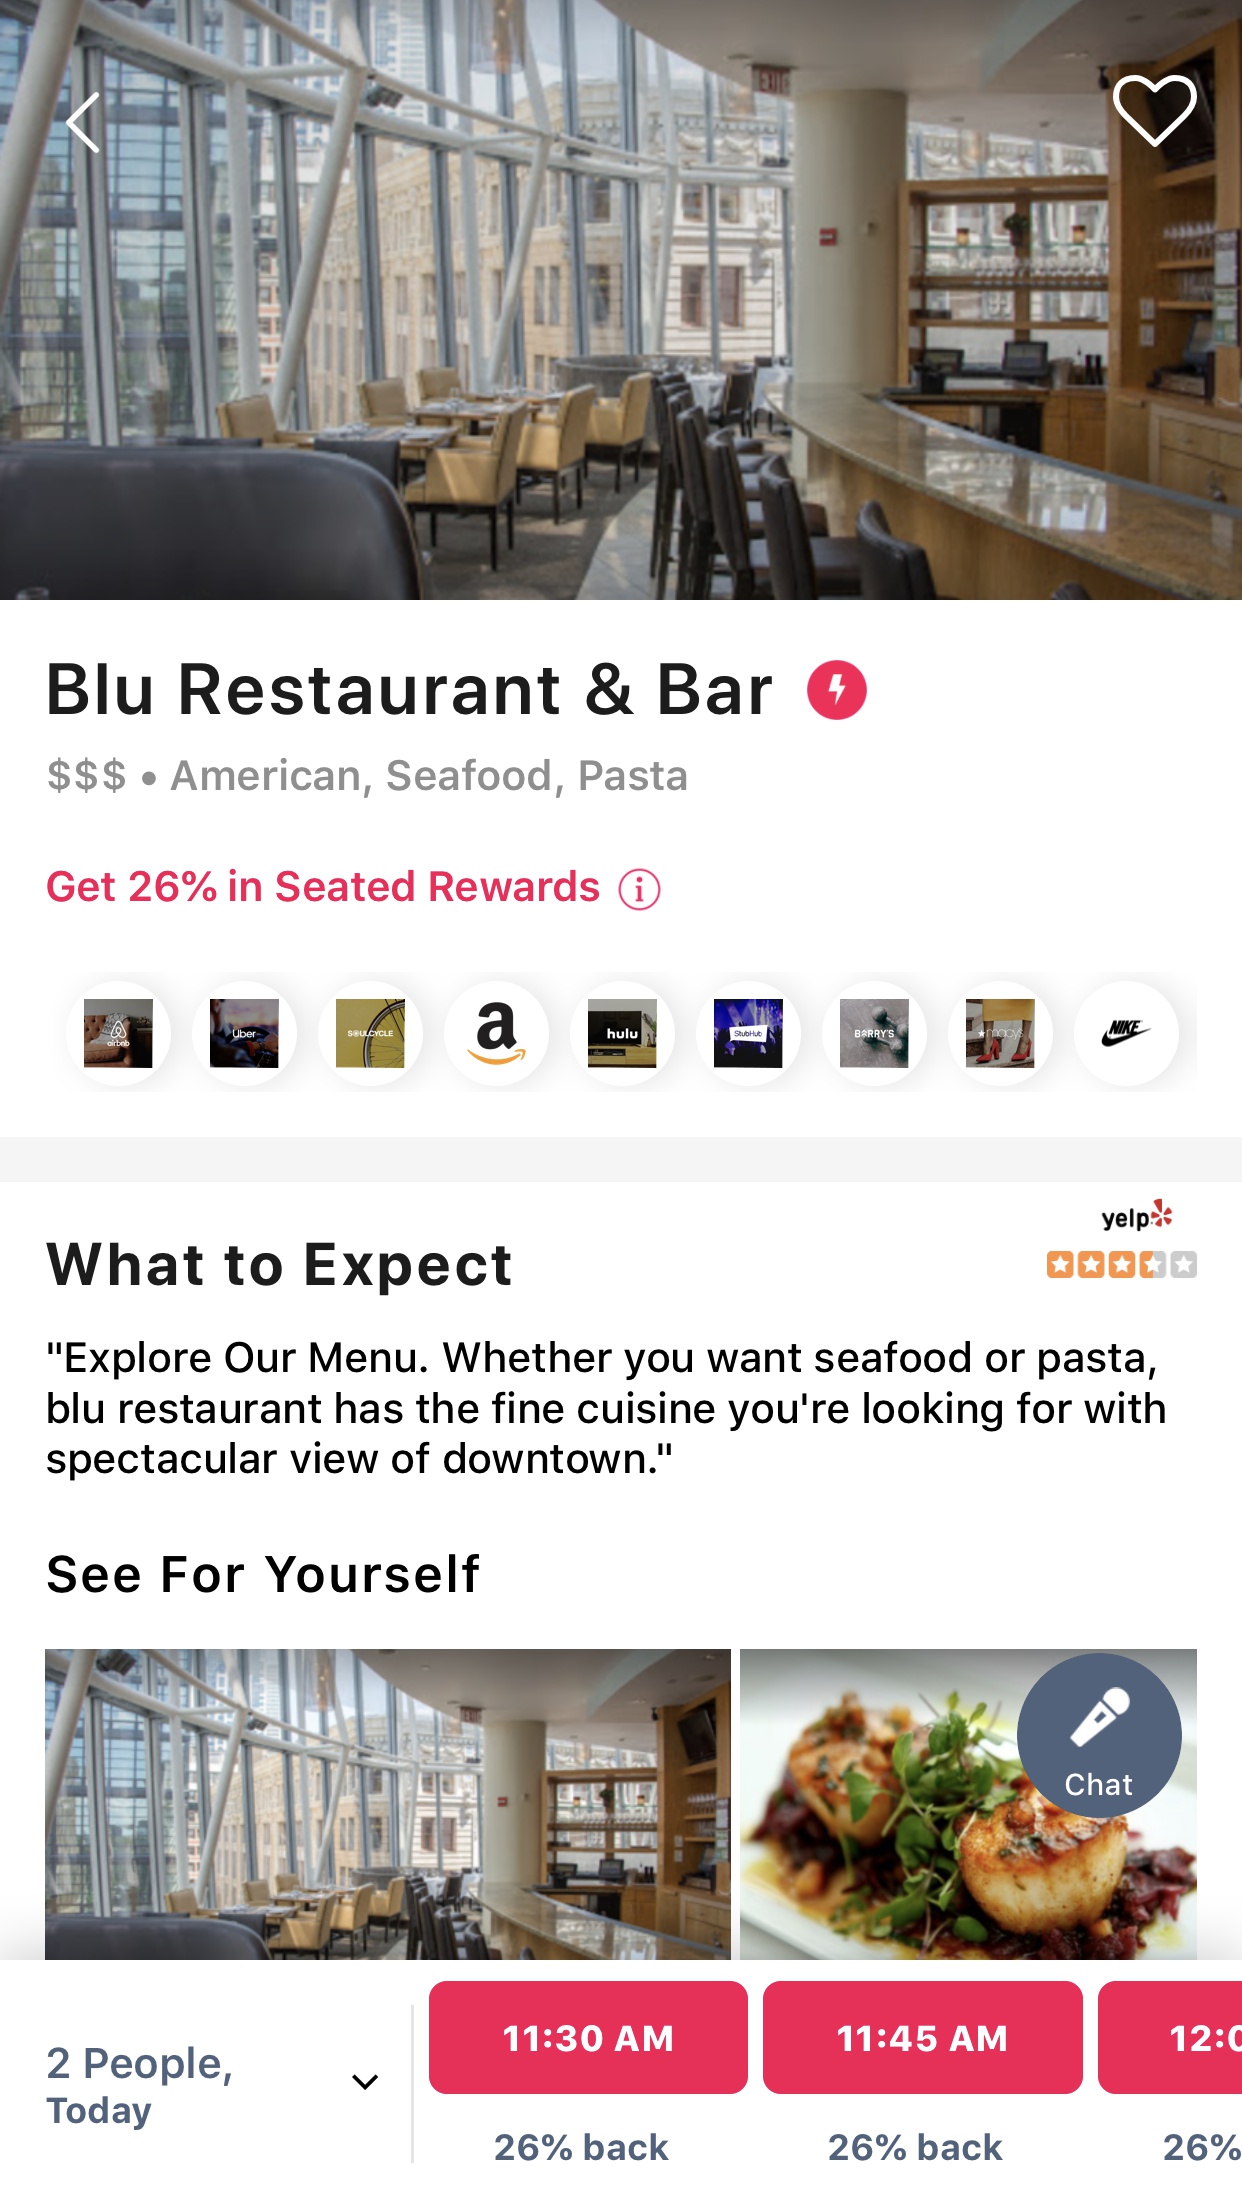 EXIT
Blu Restaurant & Bar
$$$ • American, Seafood, Pasta
Get 26% in Seated Rewards i
airbnb
Uber
SOULCYCLE
a
hulu
StubHub
BARRY'S
★macy's
NIKE
yelp
What to Expect
"Explore Our Menu. Whether you want seafood or pasta,
blu restaurant has the fine cuisine you're looking for with
spectacular view of downtown."
See For Yourself
Chat
11:30 AM
11:45 AM
12:0
2 People,
Today
26% back
26% back
26%